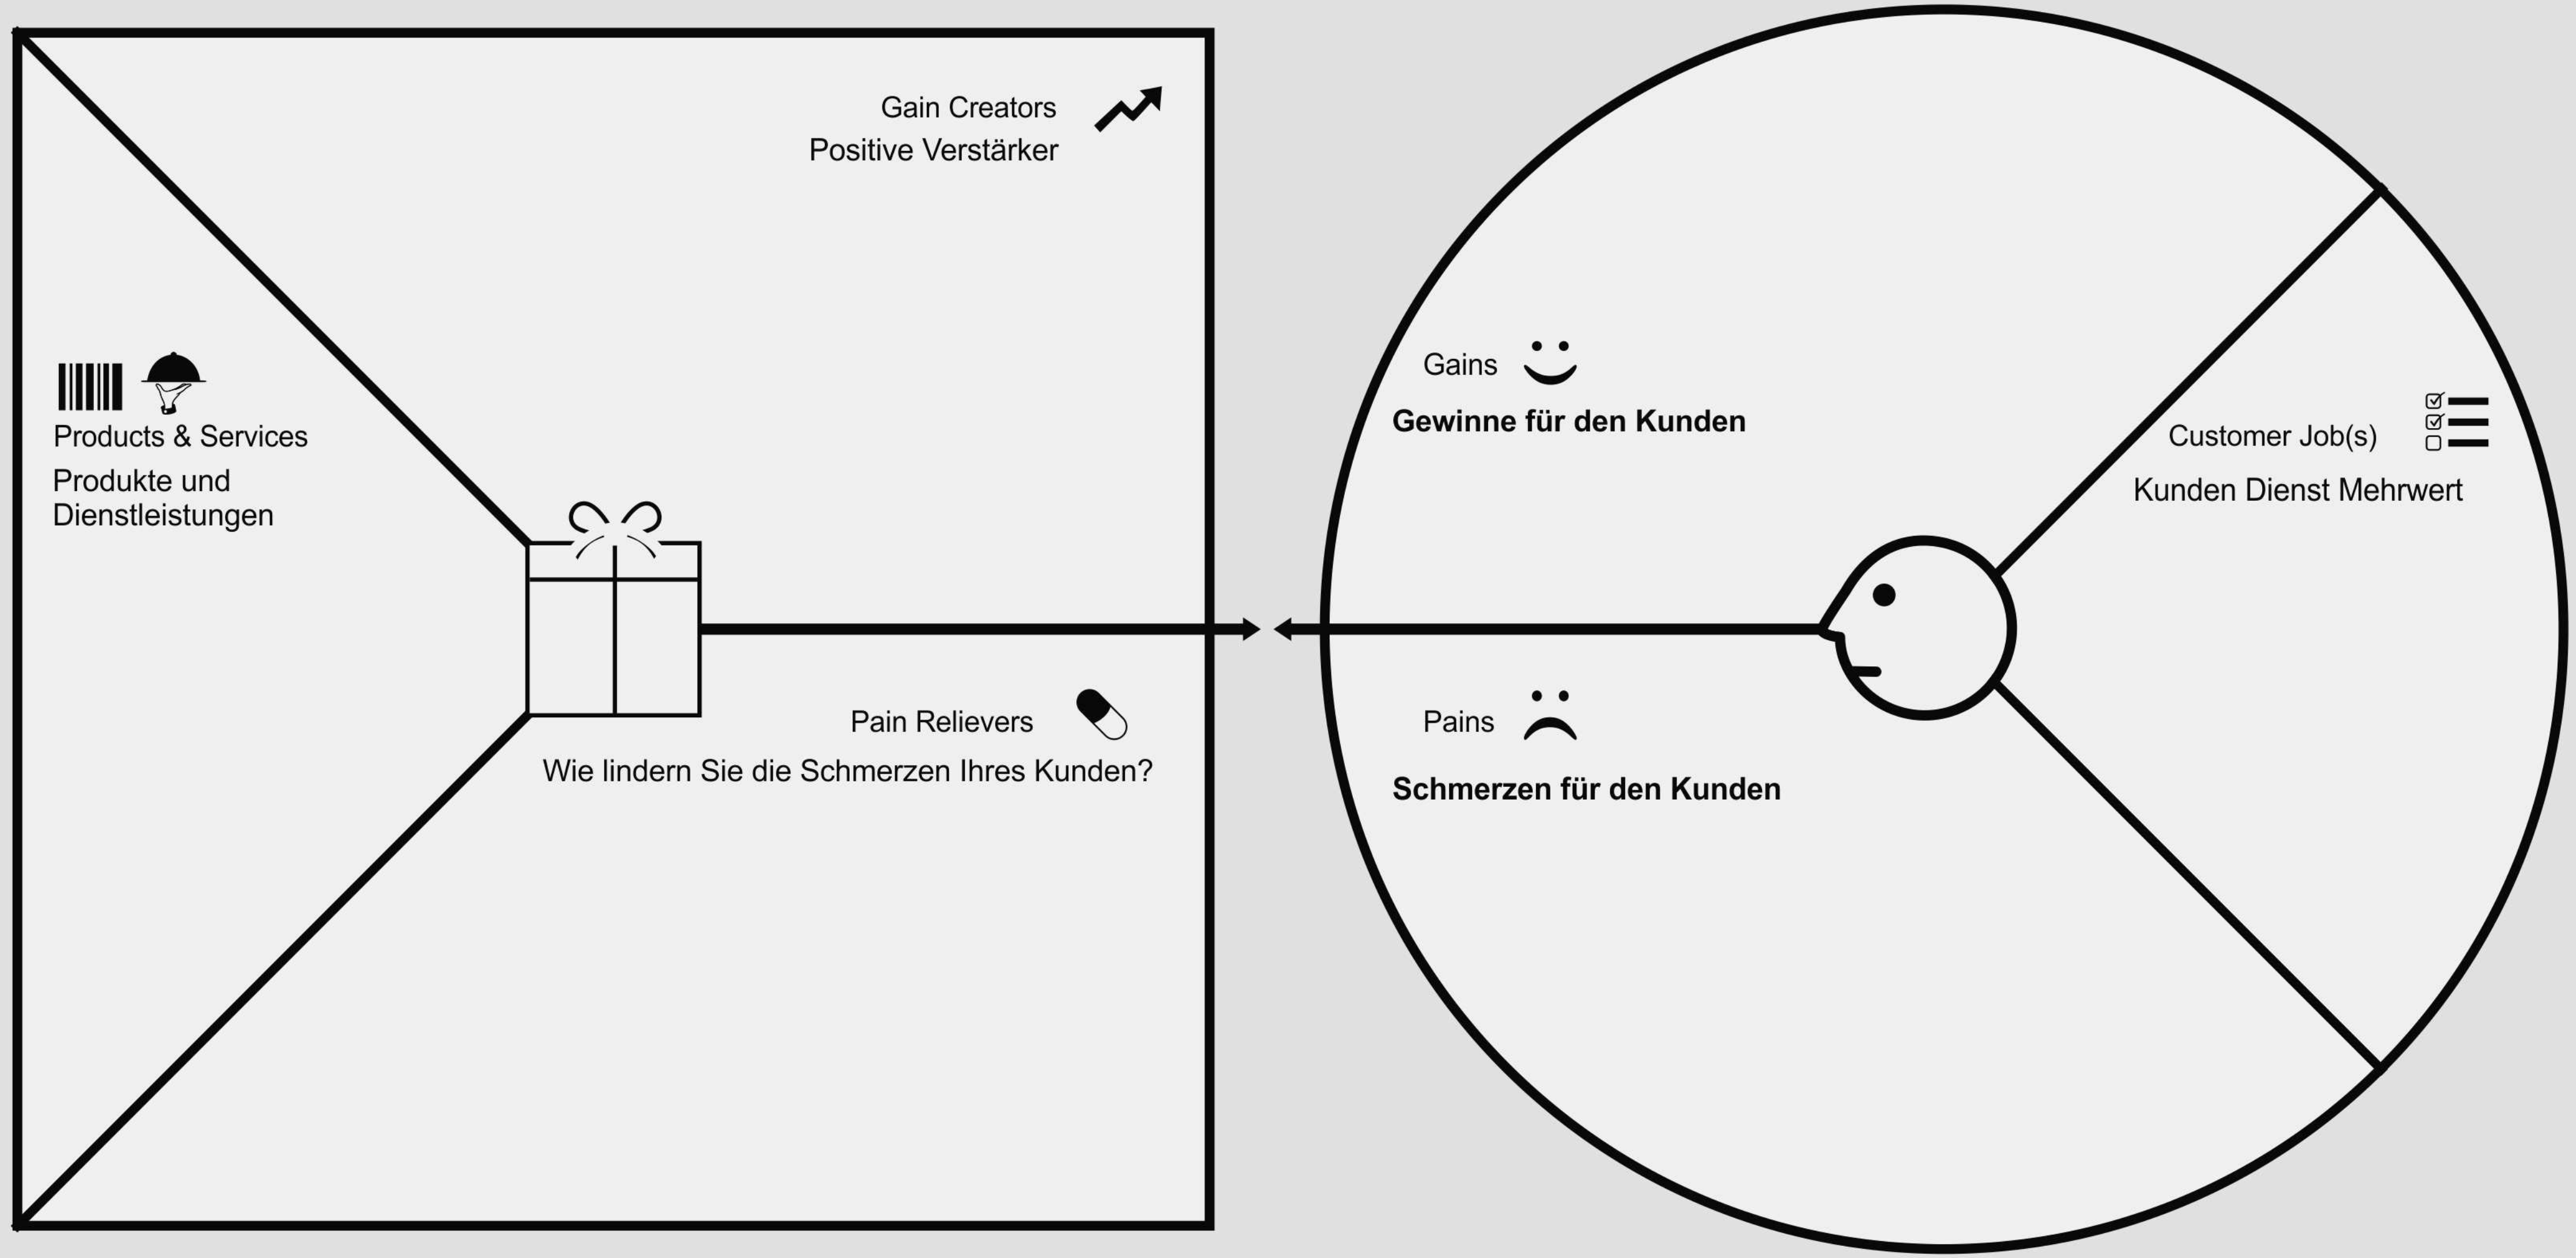 Gain Creators
Positive Verstärker
Products & Services
Produkte und
Dienstleistungen
Pain Relievers
Wie lindern Sie die Schmerzen Ihres Kunden?
Gains
Gewinne für den Kunden
Customer Job(s)
Kunden Dienst Mehrwert
Pains
Schmerzen für den Kunden